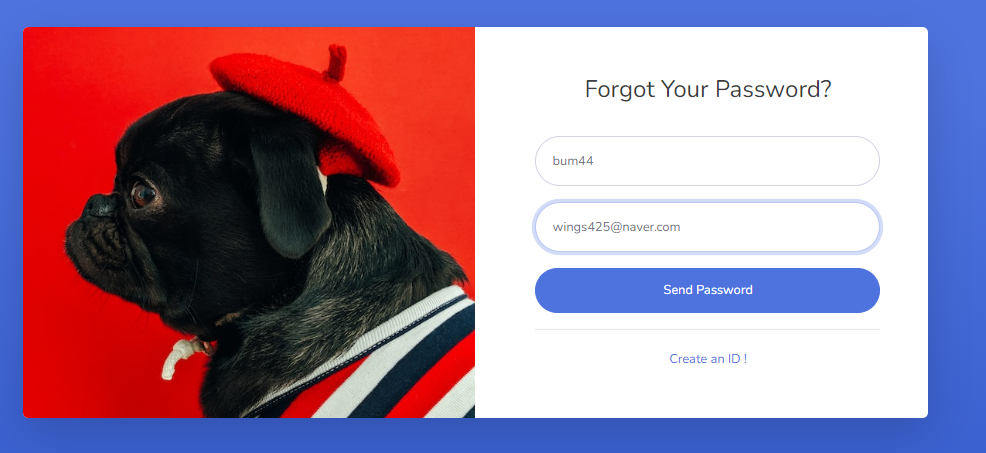 Forgot Your Password?
bum44
wings425@naver.com
Send Password
Create an ID !